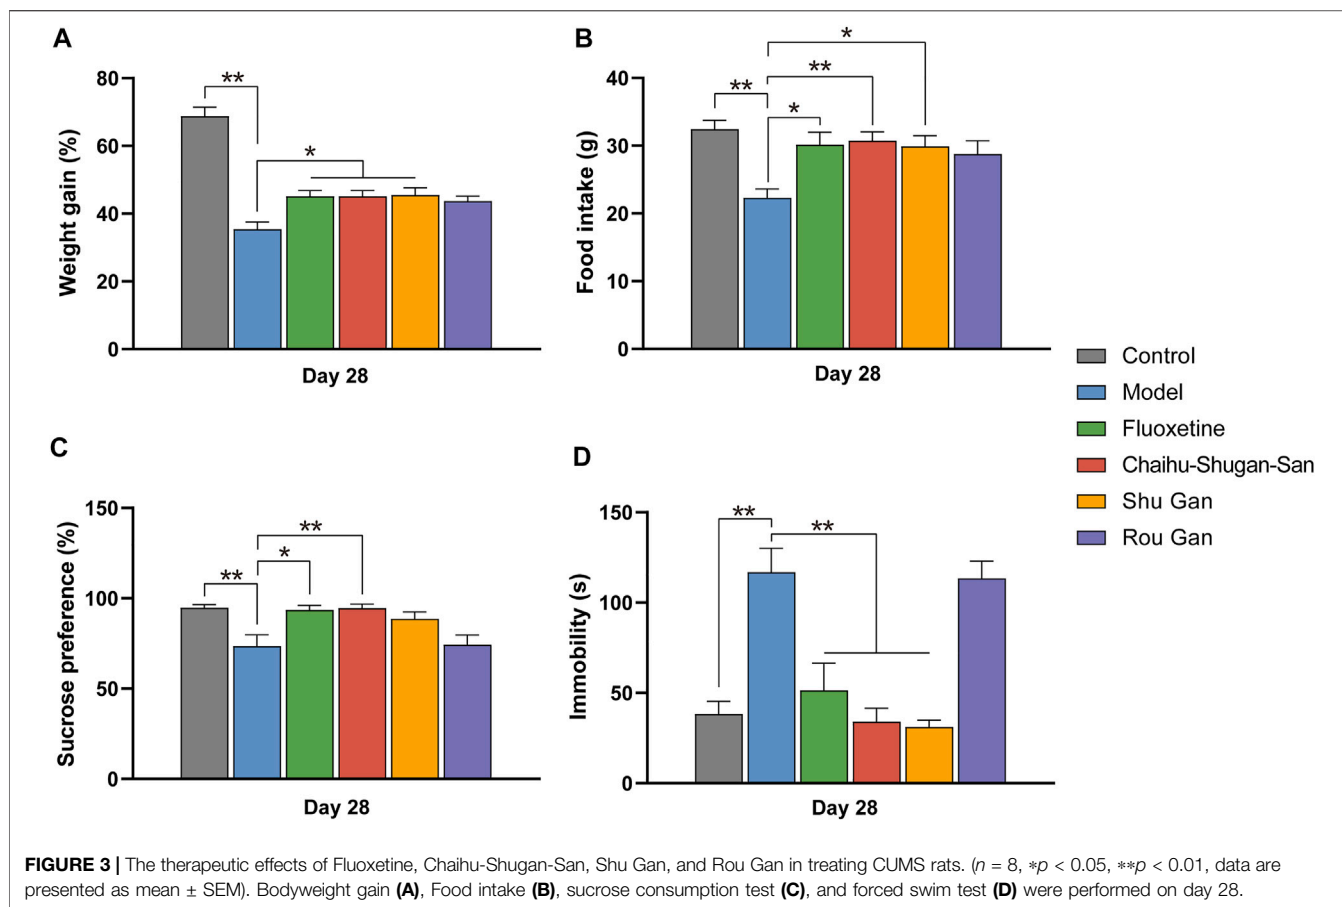 A
Weight gain (%)
80
60
40
20
0
**
*
Day 28
B
Food intake (g)
40
30
20
10
0
**
*
**
*
Day 28
C
Sucrose preference (%)
150
100
50
0
**
*
**
Day 28
D
Immobility (s)
150
100
50
0
**
**
Day 28
Control
Model
Fluoxetine
Chaihu-Shugan-San
Shu Gan
Rou Gan
FIGURE 3 | The therapeutic effects of Fluoxetine, Chaihu-Shugan-San, Shu Gan, and Rou Gan in treating CUMS rats. (n = 8, *p < 0.05, **p < 0.01, data are
presented as mean ± SEM). Bodyweight gain (A), Food intake (B), sucrose consumption test (C), and forced swim test (D) were performed on day 28.